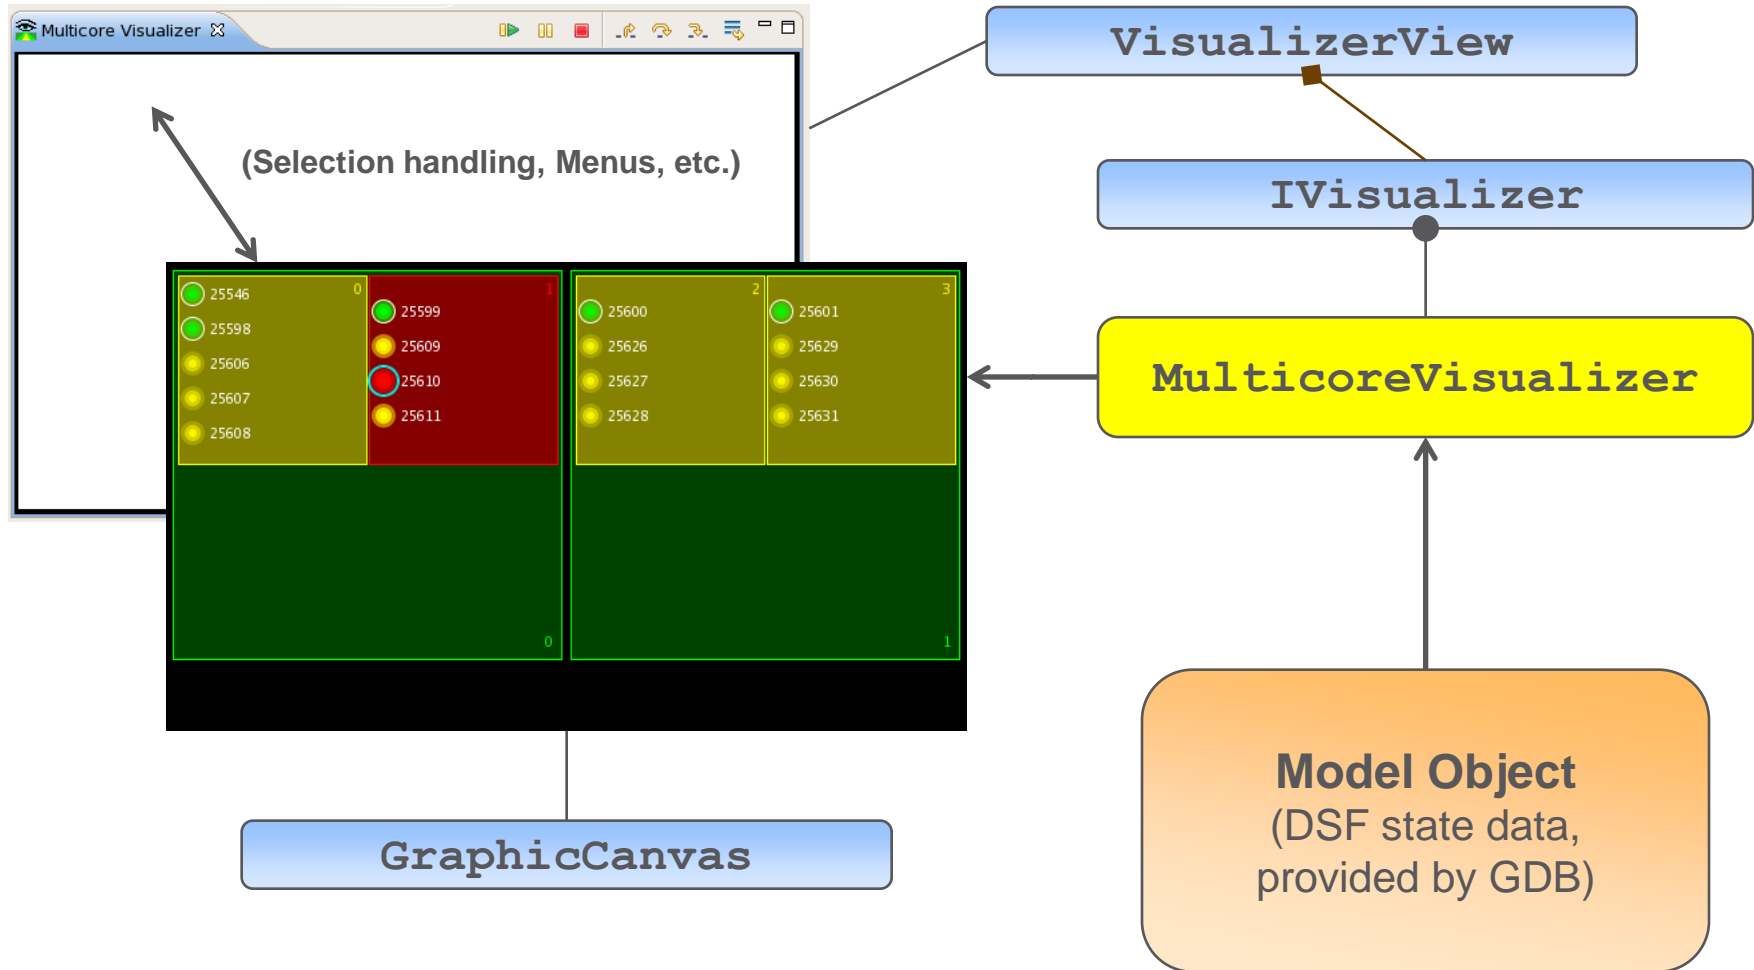 Multicore Visualizer
VisualizerView
(Selection handling, Menus, etc.)
IVisualizer
0
25546
25598
25606
25607
25608
1
25599
25609
25610
25611
2
25600
25626
25627
25628
3
25601
25629
25630
25631
0
1
MulticoreVisualizer
GraphicCanvas
Model Object
(DSF state data,
provided by GDB)